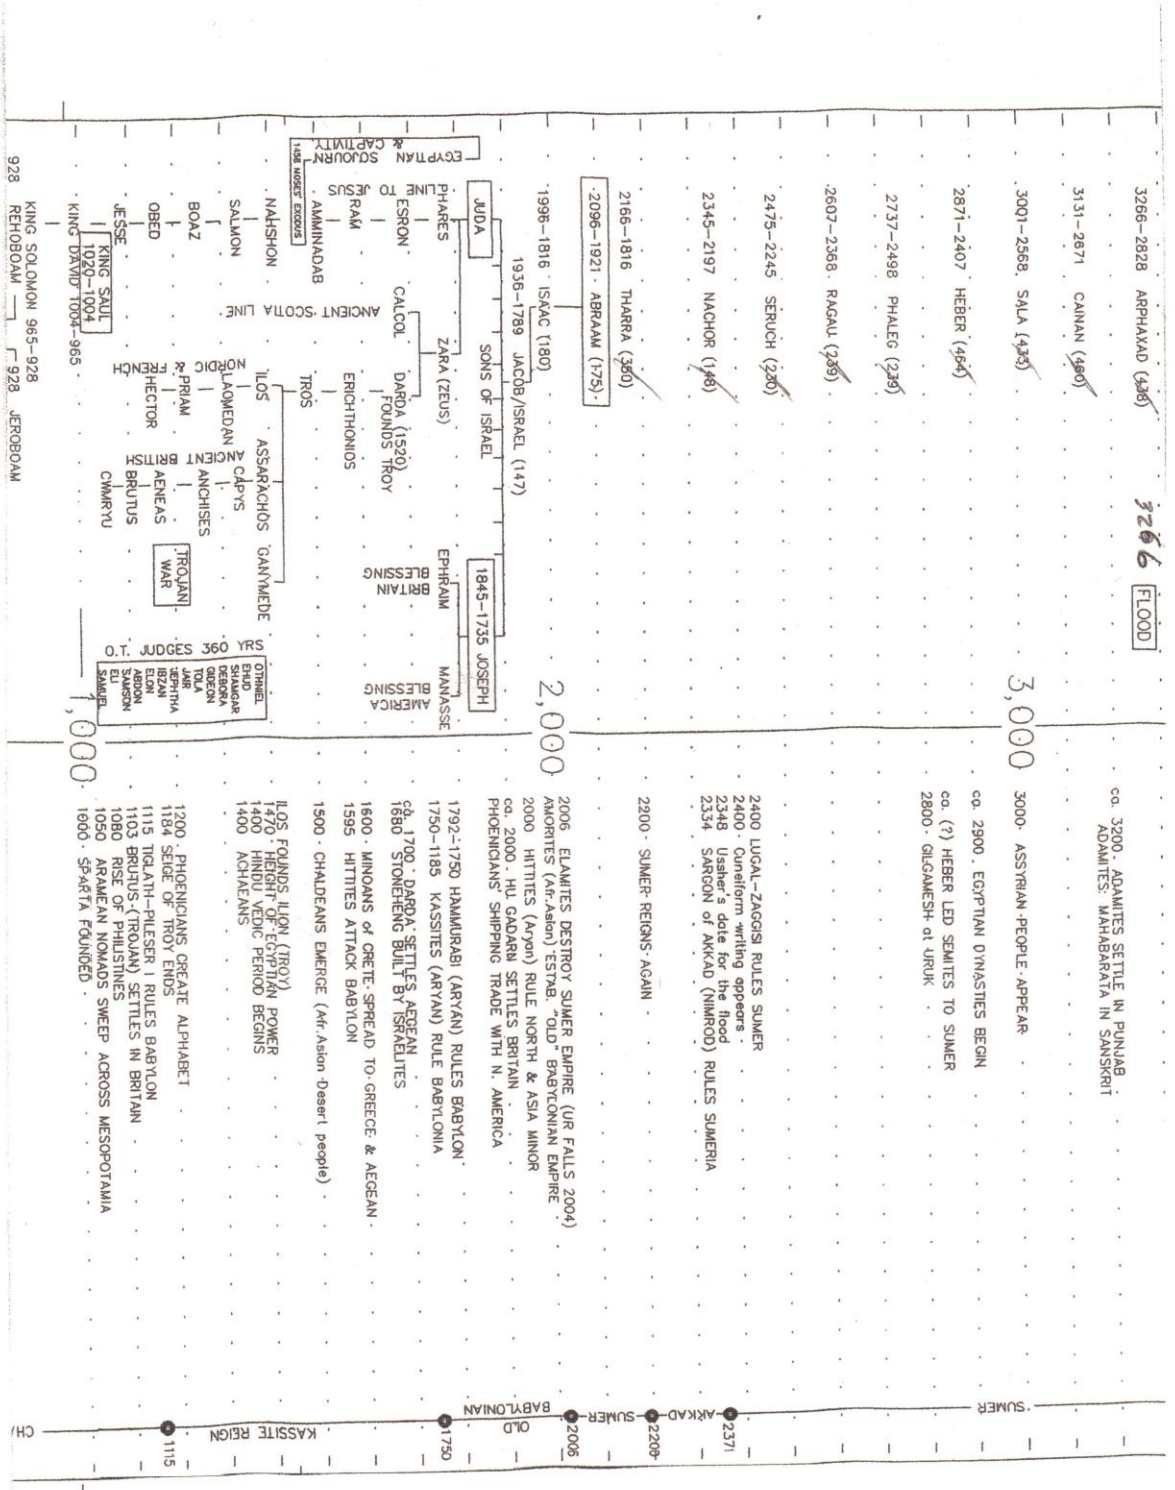 3266 FLOOD
3266-2828 ARPHAXAD (438)
3131-2671 CAINAN (460)
3001-2568 SALA (433)
2871-2407 HEBER (464)
2737-2498 PHALEG (239)
2607-2368 RAGAU (239)
2475-2245 SERUCH (230)
2345-2197 NACHOR (148)
2166-1816 THARRA (350)
2096-1921 ABRAAM (175)
1996-1816 ISAAC (180)
1936-1789 JACOB/ISRAEL (147)
SONS OF ISRAEL
JUDA
1845-1735 JOSEPH
PHARES
ZARA (ZEUS)
EPHRAIM
MANASSE
BRITAIN
BLESSING
AMERICA
BLESSING
EGYPTIAN SOJOURN
& CAPTIVITY
1458 MOSES' EXODUS
LINE TO JESUS
ESRON
RAM
AMMINADAB
NAHSHON
SALMON
BOAZ
OBED
JESSE
KING SAUL
1020-1004
KING DAVID 1004-965
KING SOLOMON 965-928
928 REHOBOAM
928 JEROBOAM
CALCOL
ANCIENT SCOTIA LINE
DARDA (1520)
FOUNDS TROY
ERICHTHONIOS
TROS
ILOS
ASSARACHOS
GANYMEDE
NORDIC & FRENCH
LAOMEDAN
PRIAM
HECTOR
ANCIENT BRITISH
CAPYS
ANCHISES
AENEAS
BRUTUS
CWMRYU
TROJAN
WAR
O.T. JUDGES 360 YRS
OTHNIEL
EHUD
SHAMGAR
DEBORA
GIDEON
TOLA
JAIR
JEPHTHA
IBZAN
ELON
ABDON
SAMSON
ELI
SAMUEL
3,000
2,000
1,000
ca. 3200 ADAMITES SETTLE IN PUNJAB
ADAMITES: MAHABARATA IN SANSKRIT
3000 ASSYRIAN PEOPLE APPEAR
ca. 2900 EGYPTIAN DYNASTIES BEGIN
ca. (?) HEBER LED SEMITES TO SUMER
2800 GILGAMESH at URUK
2400 LUGAL-ZAGGISI RULES SUMER
2400 Cuneiform writing appears
2348 Ussher's date for the flood
2334 SARGON of AKKAD (NIMROD) RULES SUMERIA
2200 SUMER REIGNS AGAIN
2006 ELAMITES DESTROY SUMER EMPIRE (UR FALLS 2004)
AMORITES (Afr.Asian) ESTAB. "OLD" BABYLONIAN EMPIRE
2000 HITTITES (Aryan) RULE NORTH & ASIA MINOR
ca. 2000 HU GADARN SETTLES BRITAIN
PHOENICIANS' SHIPPING TRADE WITH N. AMERICA
1792-1750 HAMMURABI (ARYAN) RULES BABYLON
1750-1185 KASSITES (ARYAN) RULE BABYLONIA
ca. 1700 DARDA SETTLES AEGEAN
1680 STONEHENG BUILT BY ISRAELITES
1600 MINOANS of CRETE SPREAD TO GREECE & AEGEAN
1595 HITTITES ATTACK BABYLON
1500 CHALDEANS EMERGE (Afr.Asian Desert people)
ILOS FOUNDS ILION (TROY)
1470 HEIGHT OF EGYPTIAN POWER
1400 HINDU VEDIC PERIOD BEGINS
1400 ACHAEANS
1200 PHOENICIANS CREATE ALPHABET
1184 SEIGE OF TROY ENDS
1115 TIGLATH-PILESER I RULES BABYLON
1103 BRUTUS (TROJAN) SETTLES IN BRITAIN
1080 RISE OF PHILISTINES
1050 ARAMEAN NOMADS SWEEP ACROSS MESOPOTAMIA
1000 SPARTA FOUNDED
SUMER
2371
AKKAD
2200
SUMER
2006
OLD
BABYLONIAN
1750
KASSITE REIGN
1115